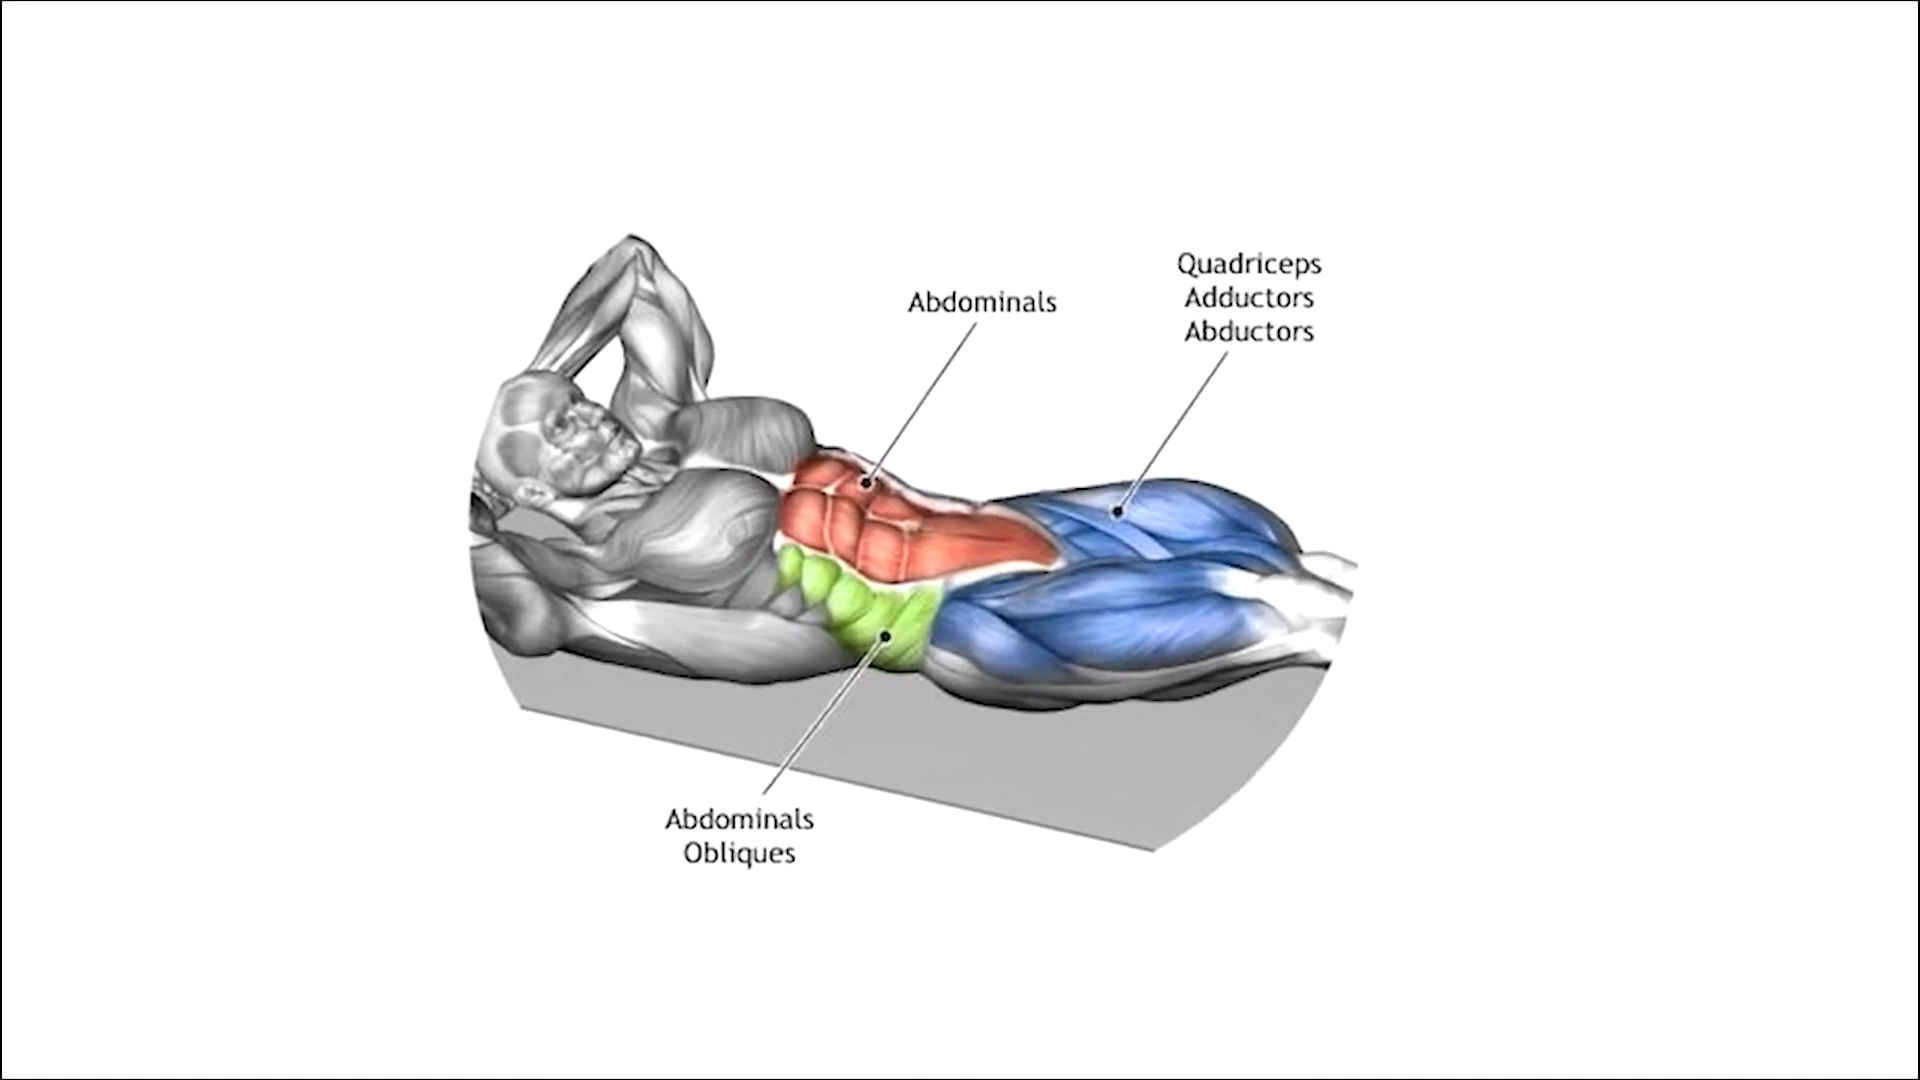 Quadriceps
Adductors
Abductors
Abdominals
Abdominals
Obliques